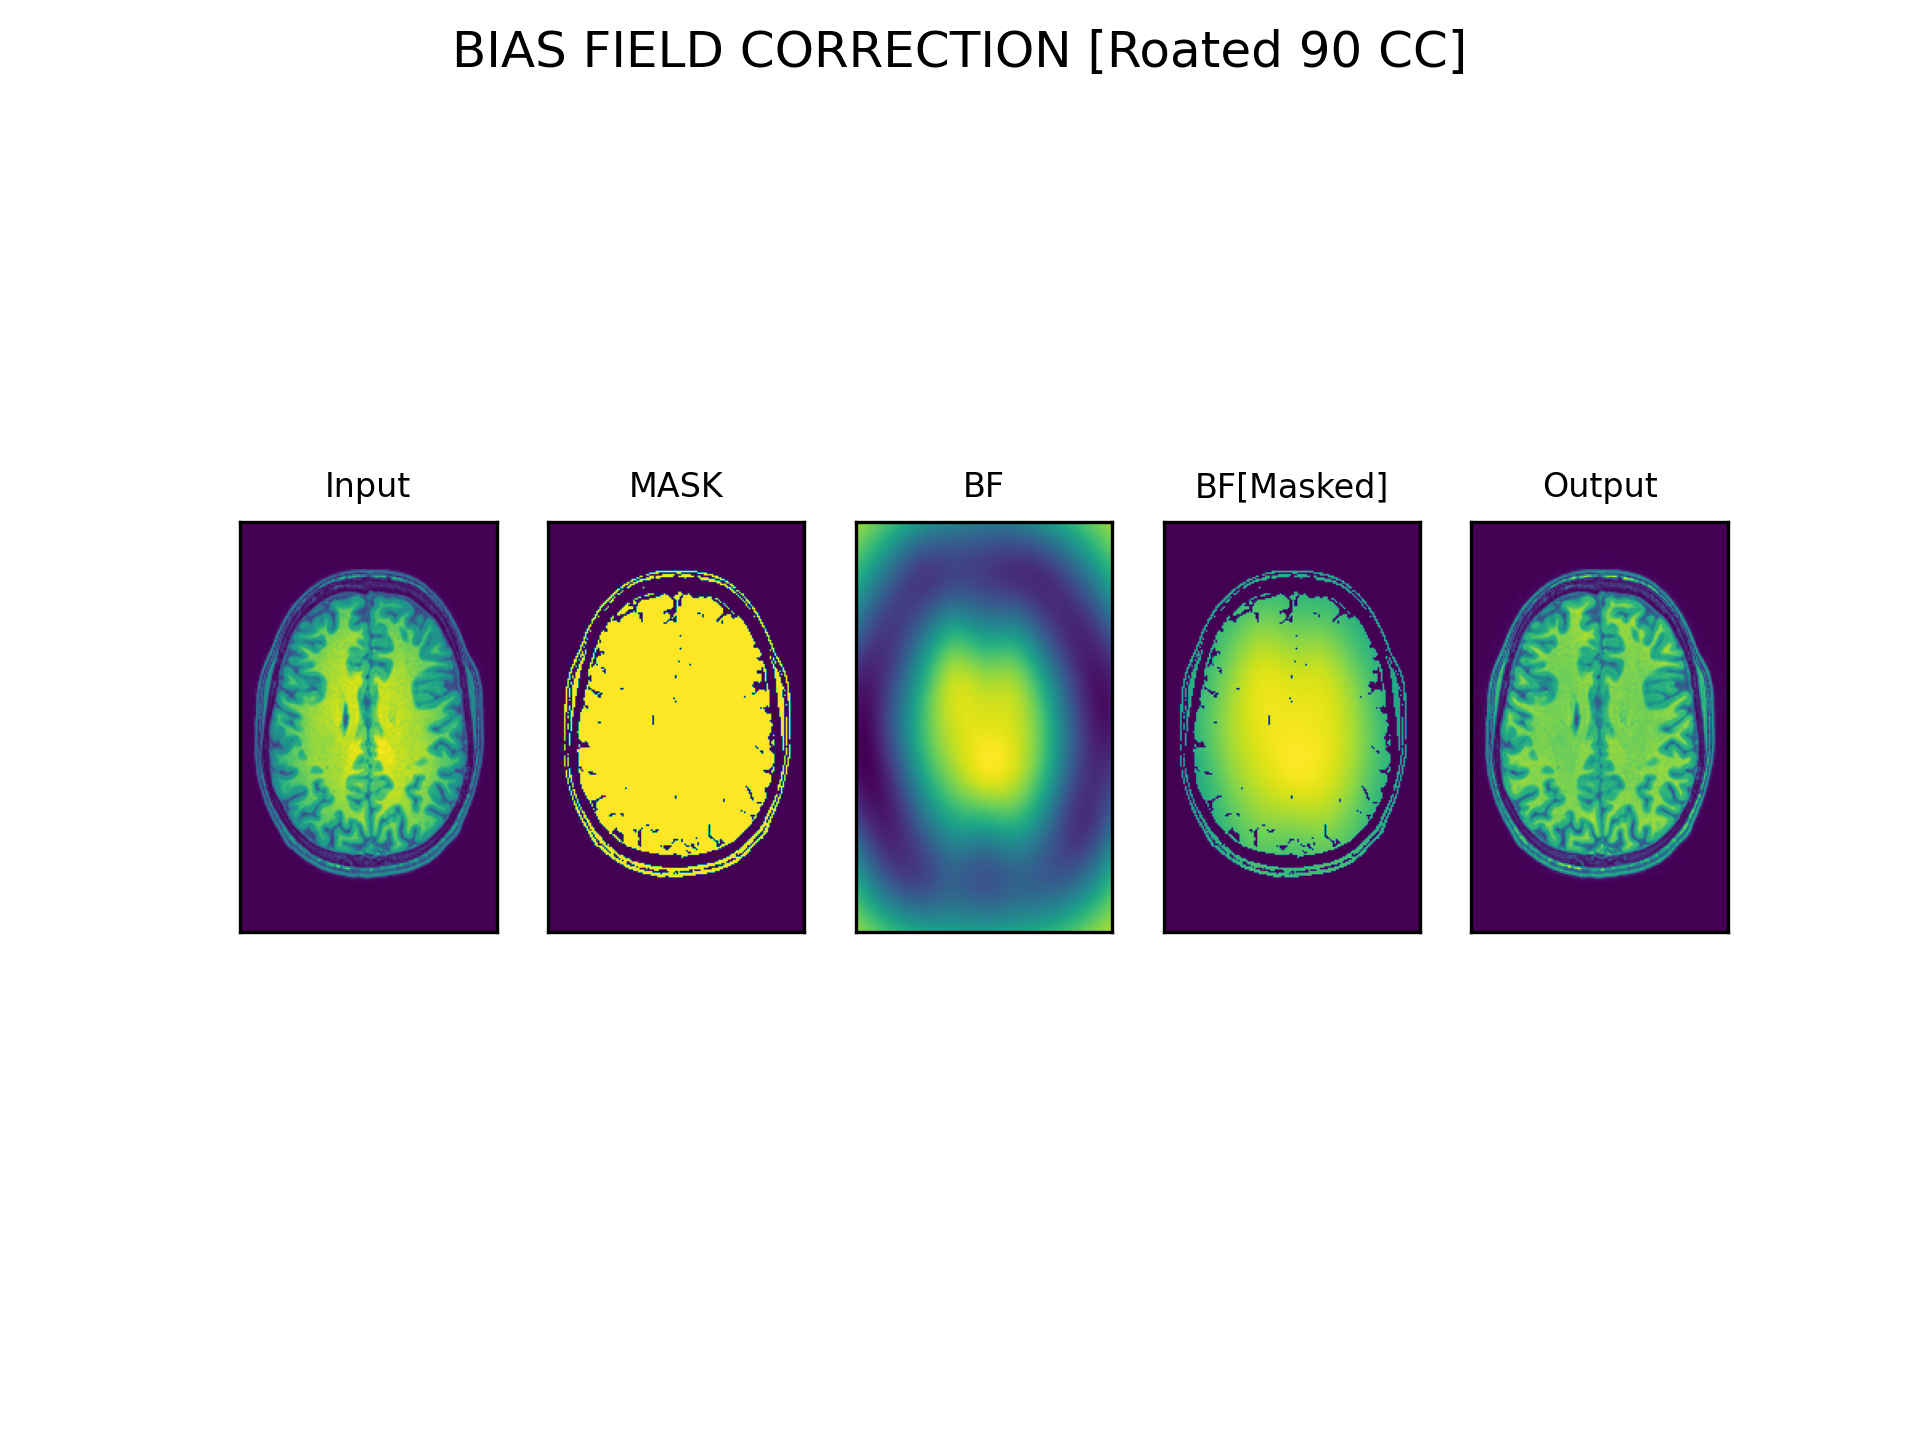 BIAS FIELD CORRECTION [Roated 90 CC]
Input
MASK
BF
BF[Masked]
Output